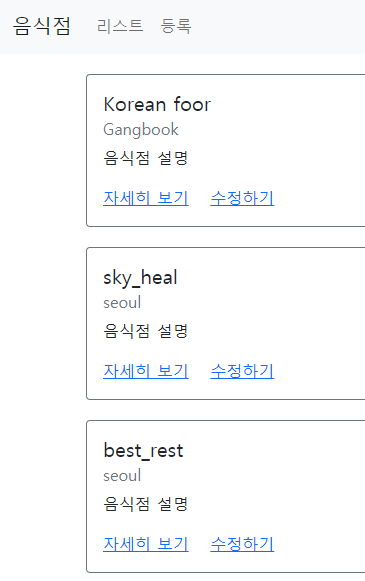 음식점 리스트 등록
Korean foor
Gangbook
음식점 설명
자세히 보기 수정하기
sky_heal
seoul
음식점 설명
자세히 보기 수정하기
best_rest
seoul
음식점 설명
자세히 보기 수정하기